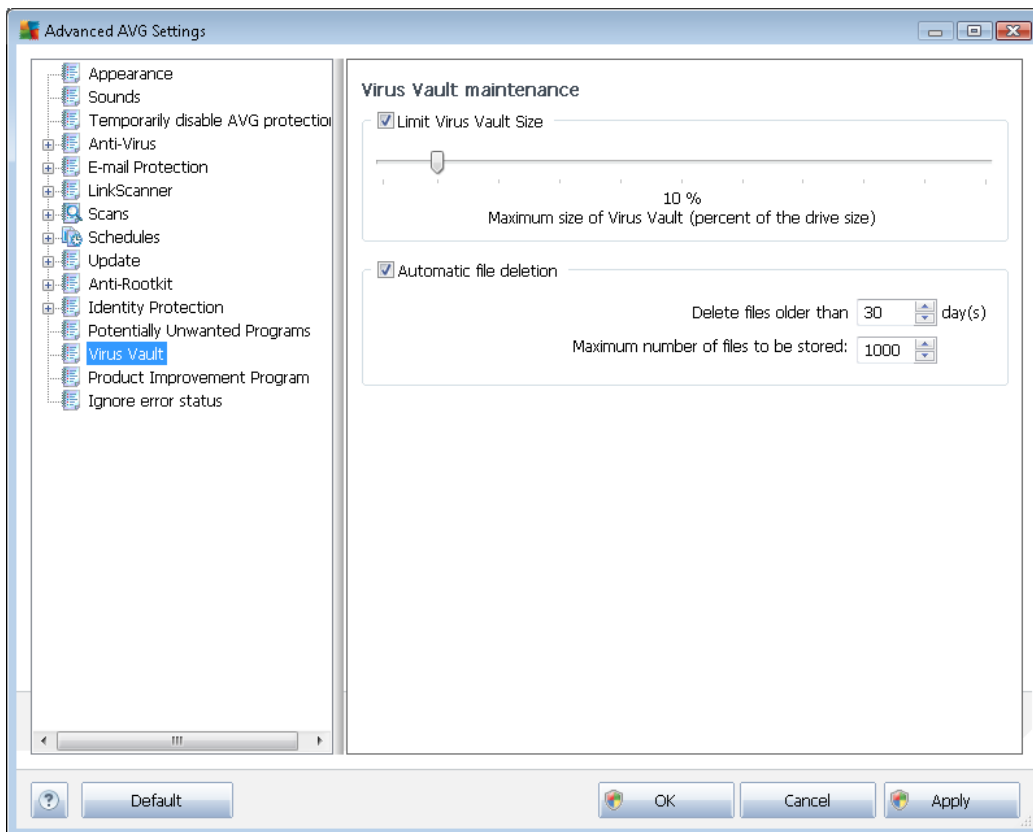 Advanced AVG Settings
Appearance
Sounds
Temporarily disable AVG protection
Anti-Virus
E-mail Protection
LinkScanner
Scans
Schedules
Update
Anti-Rootkit
Identity Protection
Potentially Unwanted Programs
Virus Vault
Product Improvement Program
Ignore error status
Virus Vault maintenance
Limit Virus Vault Size
10 %
Maximum size of Virus Vault (percent of the drive size)
Automatic file deletion
Delete files older than 30 day(s)
Maximum number of files to be stored: 1000
? Default OK Cancel Apply